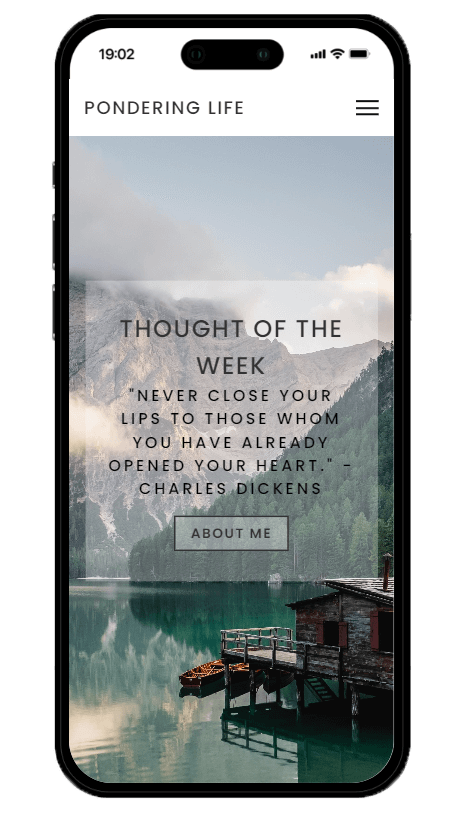 19:02
PONDERING LIFE
THOUGHT OF THE
WEEK
"NEVER CLOSE YOUR
LIPS TO THOSE WHOM
YOU HAVE ALREADY
OPENED YOUR HEART." -
CHARLES DICKENS
ABOUT ME